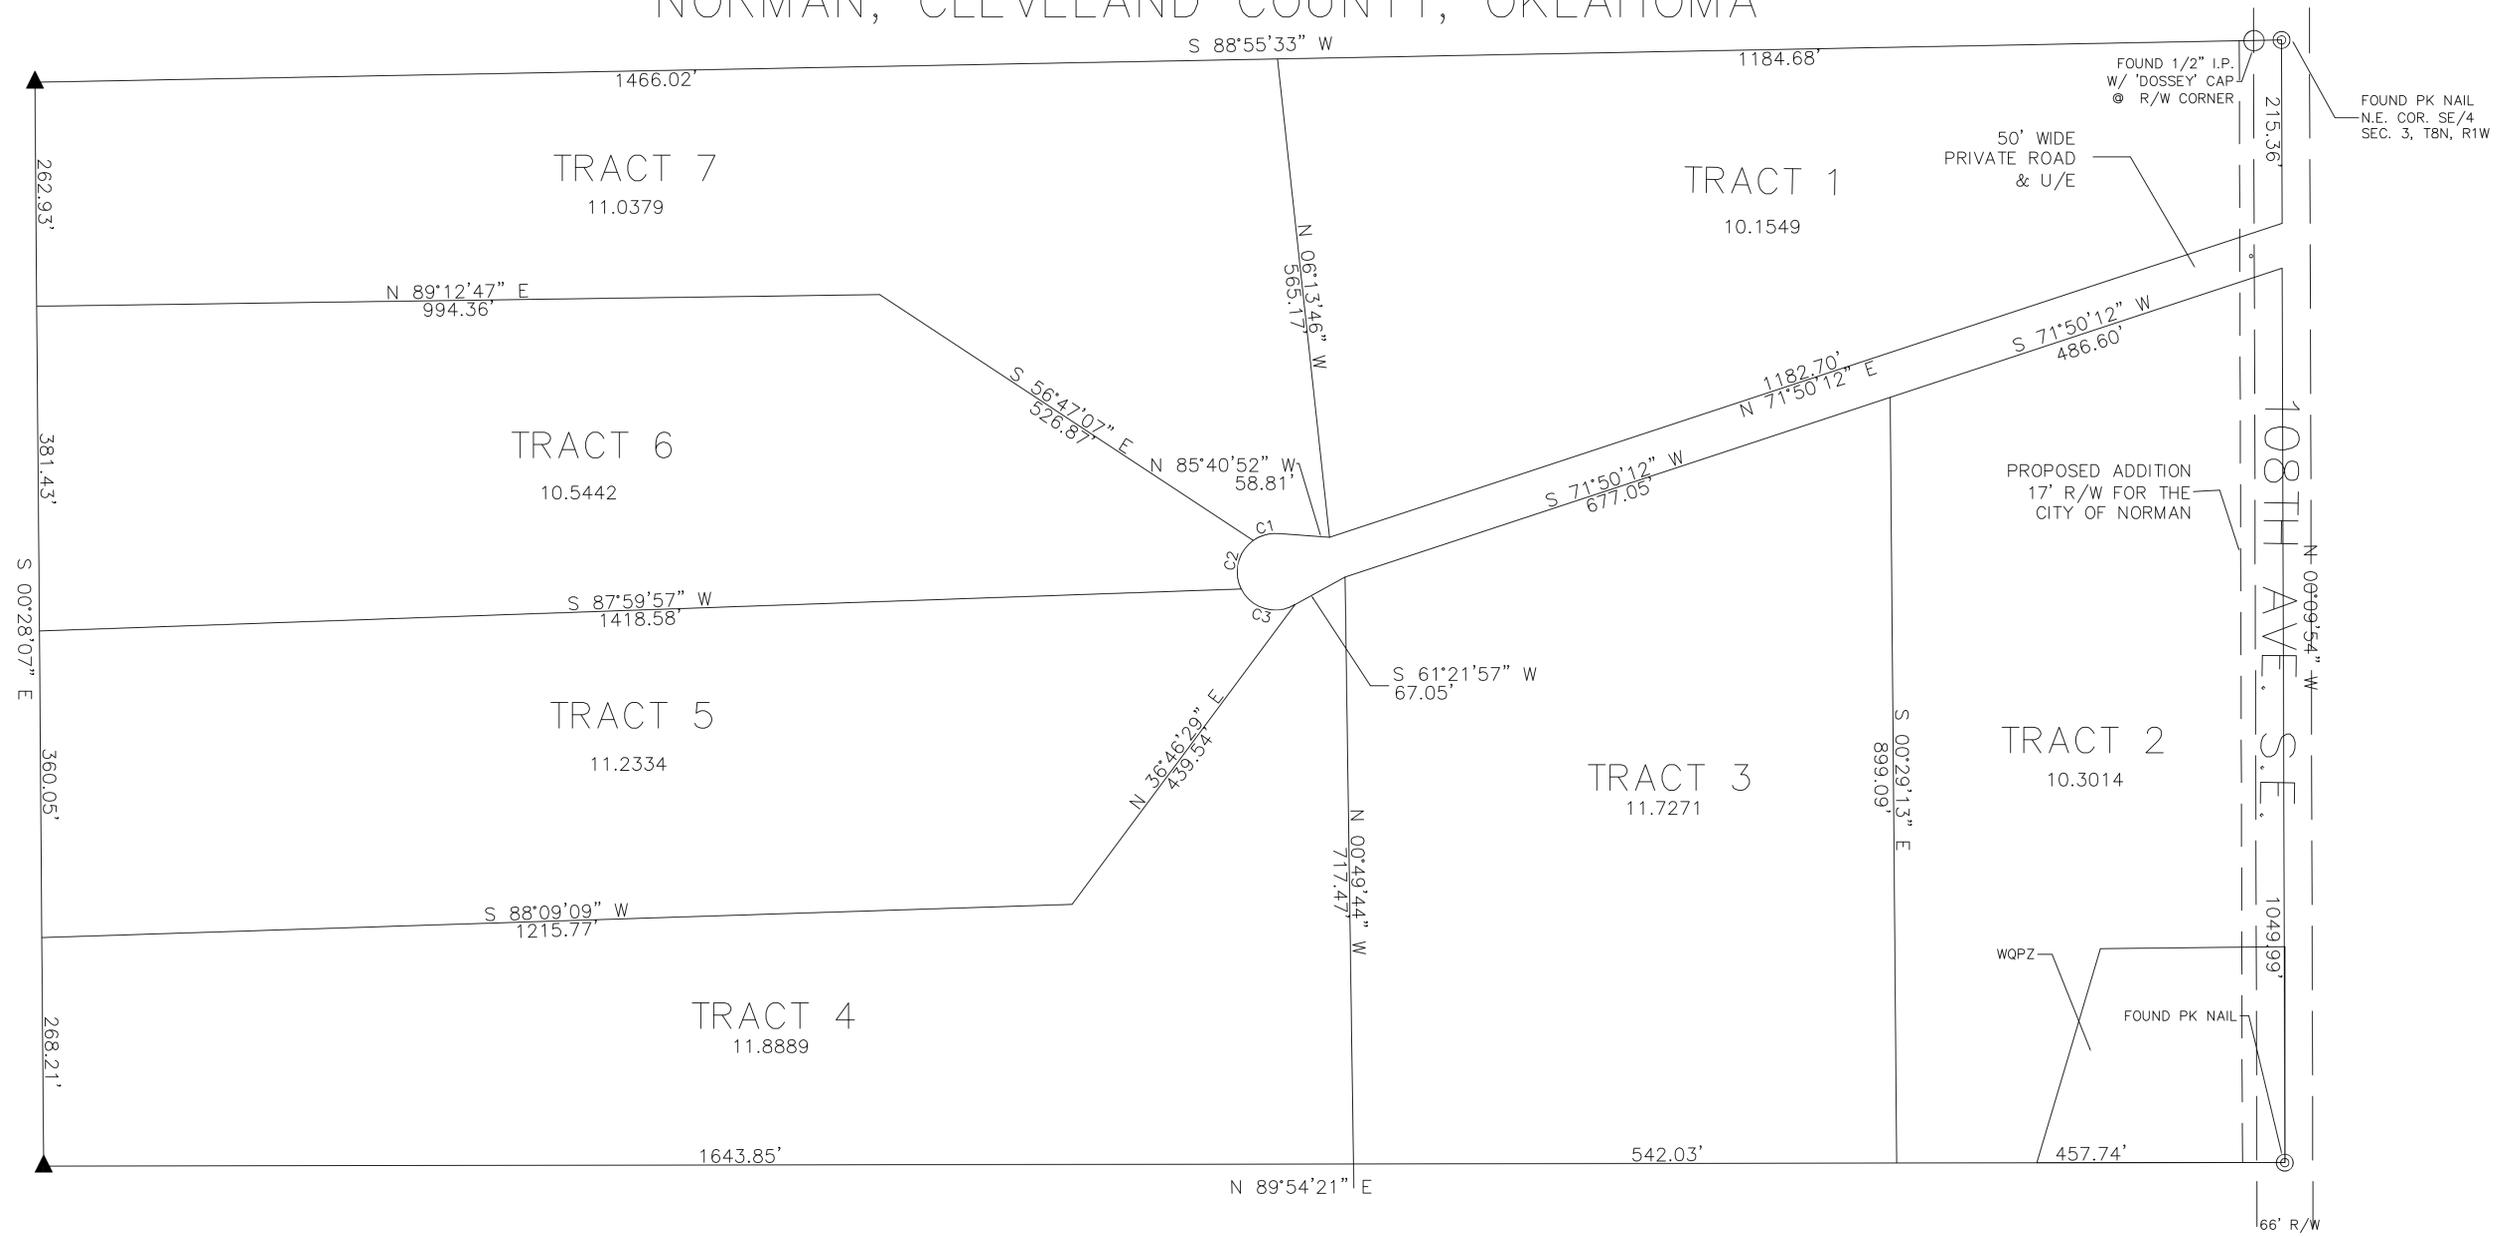 NORMAN, CLEVELAND COUNTY, OKLAHOMA
S 88°55'33" W
1466.02'
1184.68'
FOUND 1/2" I.P.
W/ 'DOSSEY' CAP
@ R/W CORNER
FOUND PK NAIL
N.E. COR. SE/4
SEC. 3, T8N, R1W
215.36'
50' WIDE
PRIVATE ROAD
& U/E
TRACT 7
11.0379
TRACT 1
10.1549
262.93'
N 06°13'46" W
565.17'
N 89°12'47" E
994.36'
S 56°47'07" E
526.87'
1182.70'
N 71°50'12" E
S 71°50'12" W
486.60'
TRACT 6
10.5442
381.43'
N 85°40'52" W
58.81'
S 71°50'12" W
677.05'
PROPOSED ADDITION
17' R/W FOR THE
CITY OF NORMAN
108TH AVE. S.E.
N 00°09'54" W
C1
C2
C3
S 87°59'57" W
1418.58'
S 00°28'07" E
S 61°21'57" W
67.05'
TRACT 5
11.2334
360.05'
N 36°46'29" E
439.54'
TRACT 3
11.7271
S 00°29'13" E
899.09'
TRACT 2
10.3014
N 00°49'44" W
717.47'
S 88°09'09" W
1215.77'
1049.99'
WQPZ
FOUND PK NAIL
TRACT 4
11.8889
268.21'
1643.85'
542.03'
457.74'
N 89°54'21" E
66' R/W